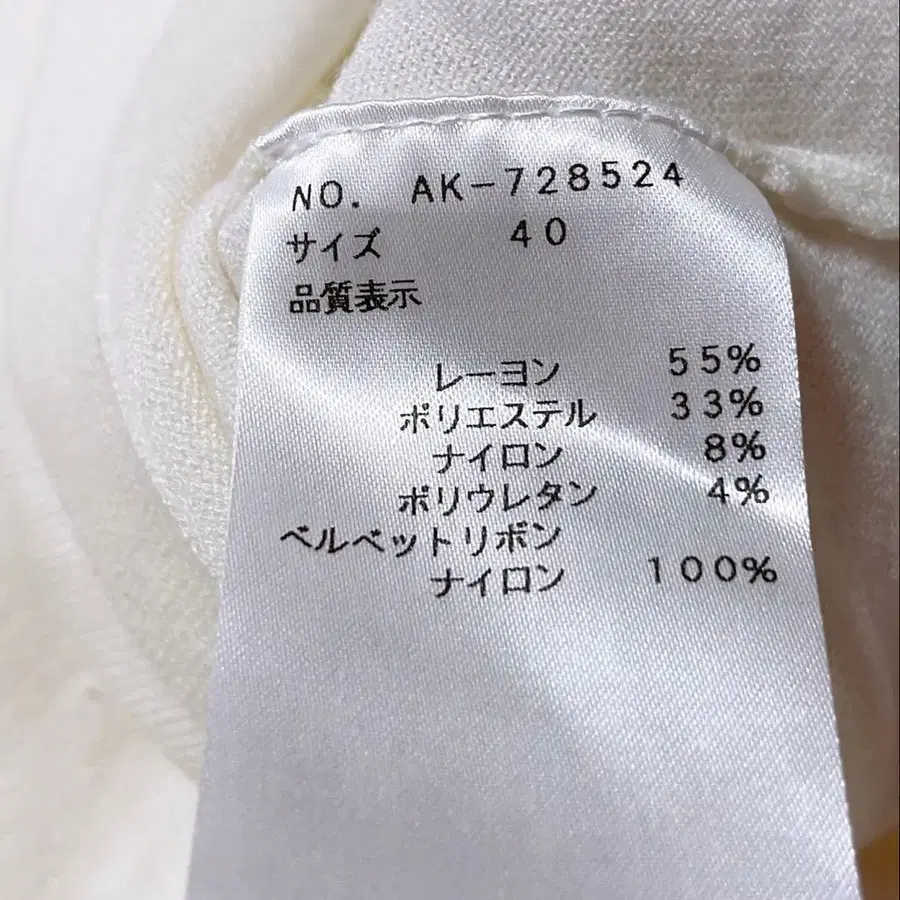 NO. AK-728524
サイズ 40
品質表示
レーヨン 55%
ポリエステル 33%
ナイロン 8%
ポリウレタン 4%
ベルベットリボン
ナイロン 100%